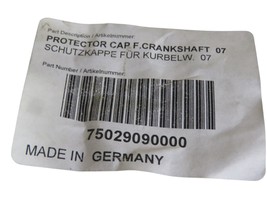 Part Description / Artikelnummer
PROTECTOR CAP F.CRANKSHAFT 07
SCHUTZKAPPE FÜR KURBELW. 07
Part Number / Artikelnummer
75029090000
MADE IN GERMANY